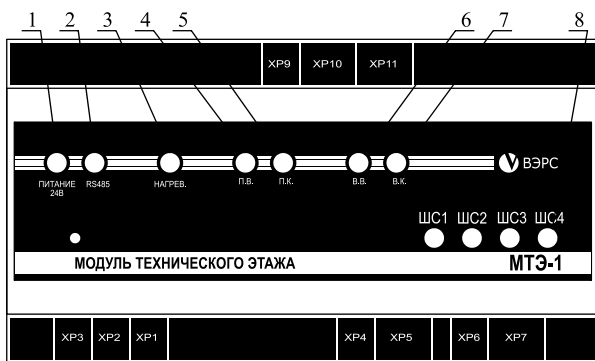 1 2 3 4 5 6 7 8
XP9 XP10 XP11
ВЭРС
ПИТАНИЕ 24В RS485 НАГРЕВ. П.В. П.К. В.В. В.К.
ШС1 ШС2 ШС3 ШС4
МОДУЛЬ ТЕХНИЧЕСКОГО ЭТАЖА МТЭ-1
XP3 XP2 XP1 XP4 XP5 XP6 XP7